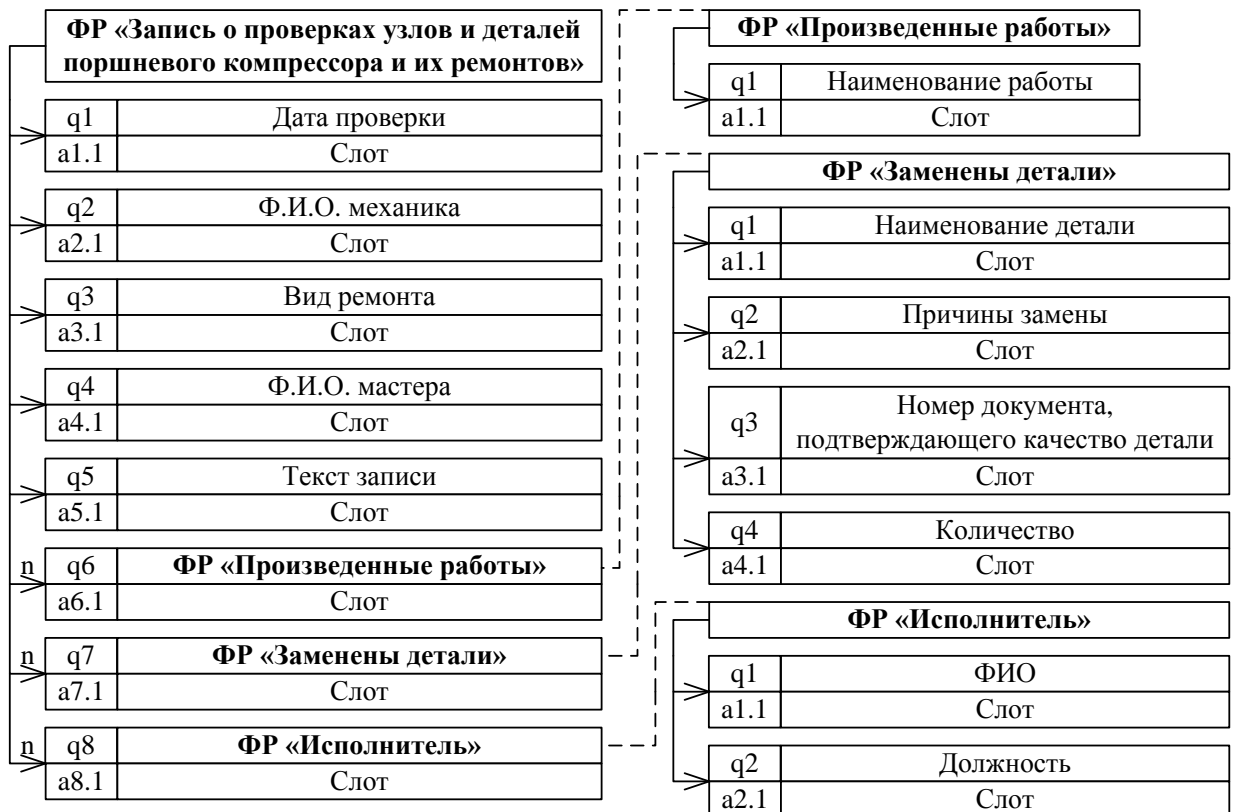 ФР «Запись о проверках узлов и деталей
поршневого компрессора и их ремонтов»
q1 Дата проверки
a1.1 Слот
q2 Ф.И.О. механика
a2.1 Слот
q3 Вид ремонта
a3.1 Слот
q4 Ф.И.О. мастера
a4.1 Слот
q5 Текст записи
a5.1 Слот
n q6 ФР «Произведенные работы»
a6.1 Слот
n q7 ФР «Заменены детали»
a7.1 Слот
n q8 ФР «Исполнитель»
a8.1 Слот
ФР «Произведенные работы»
q1 Наименование работы
a1.1 Слот
ФР «Заменены детали»
q1 Наименование детали
a1.1 Слот
q2 Причины замены
a2.1 Слот
q3 Номер документа,
подтверждающего качество детали
a3.1 Слот
q4 Количество
a4.1 Слот
ФР «Исполнитель»
q1 ФИО
a1.1 Слот
q2 Должность
a2.1 Слот